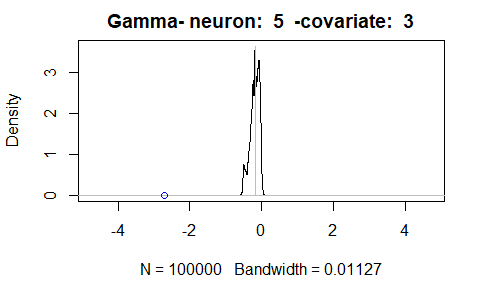 Gamma- neuron:  5  -covariate:  3
Density
3
2
1
0
-4 -2 0 2 4
N = 100000   Bandwidth = 0.01127